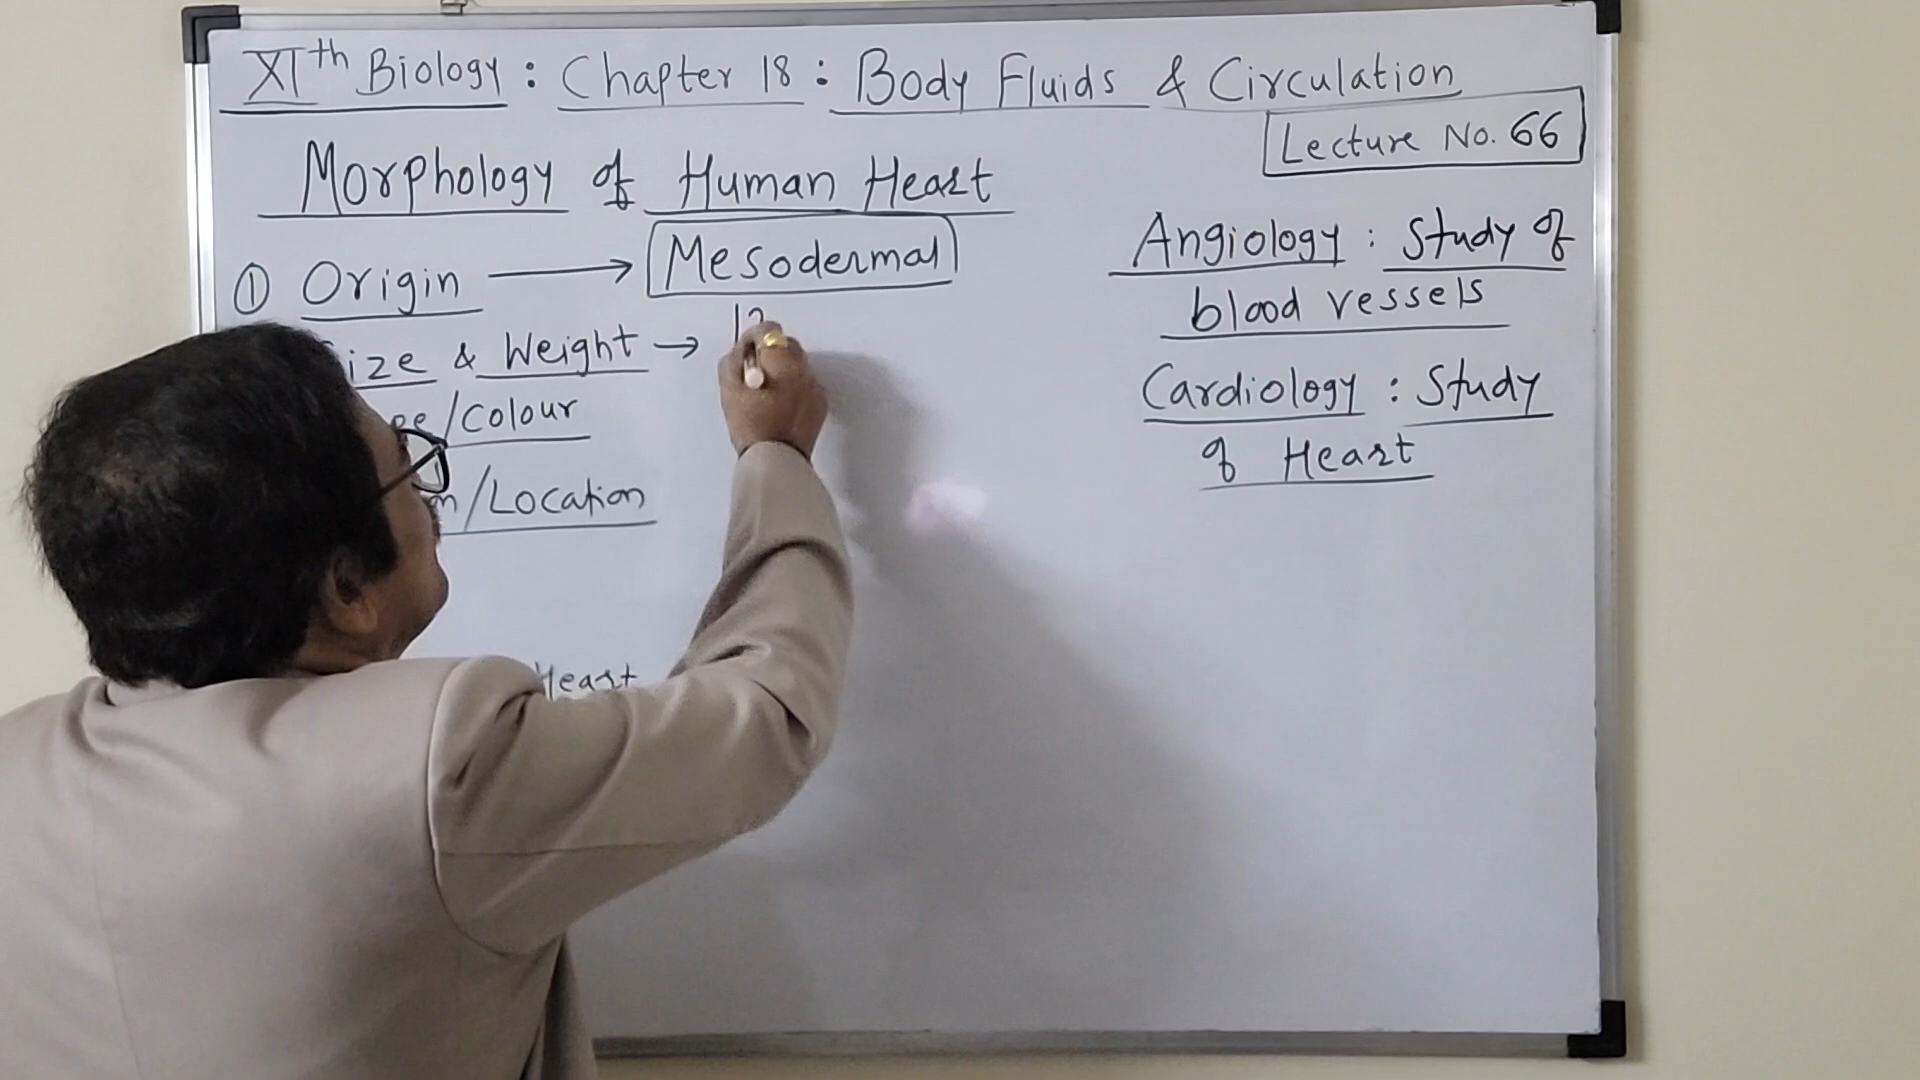 XIth Biology : Chapter 18 : Body Fluids & Circulation
Lecture No. 66
Morphology of Human Heart
① Origin → Mesodermal
& Weight → 12
/Colour
/Location
Heart
Angiology : Study of
blood vessels
Cardiology : Study
of Heart